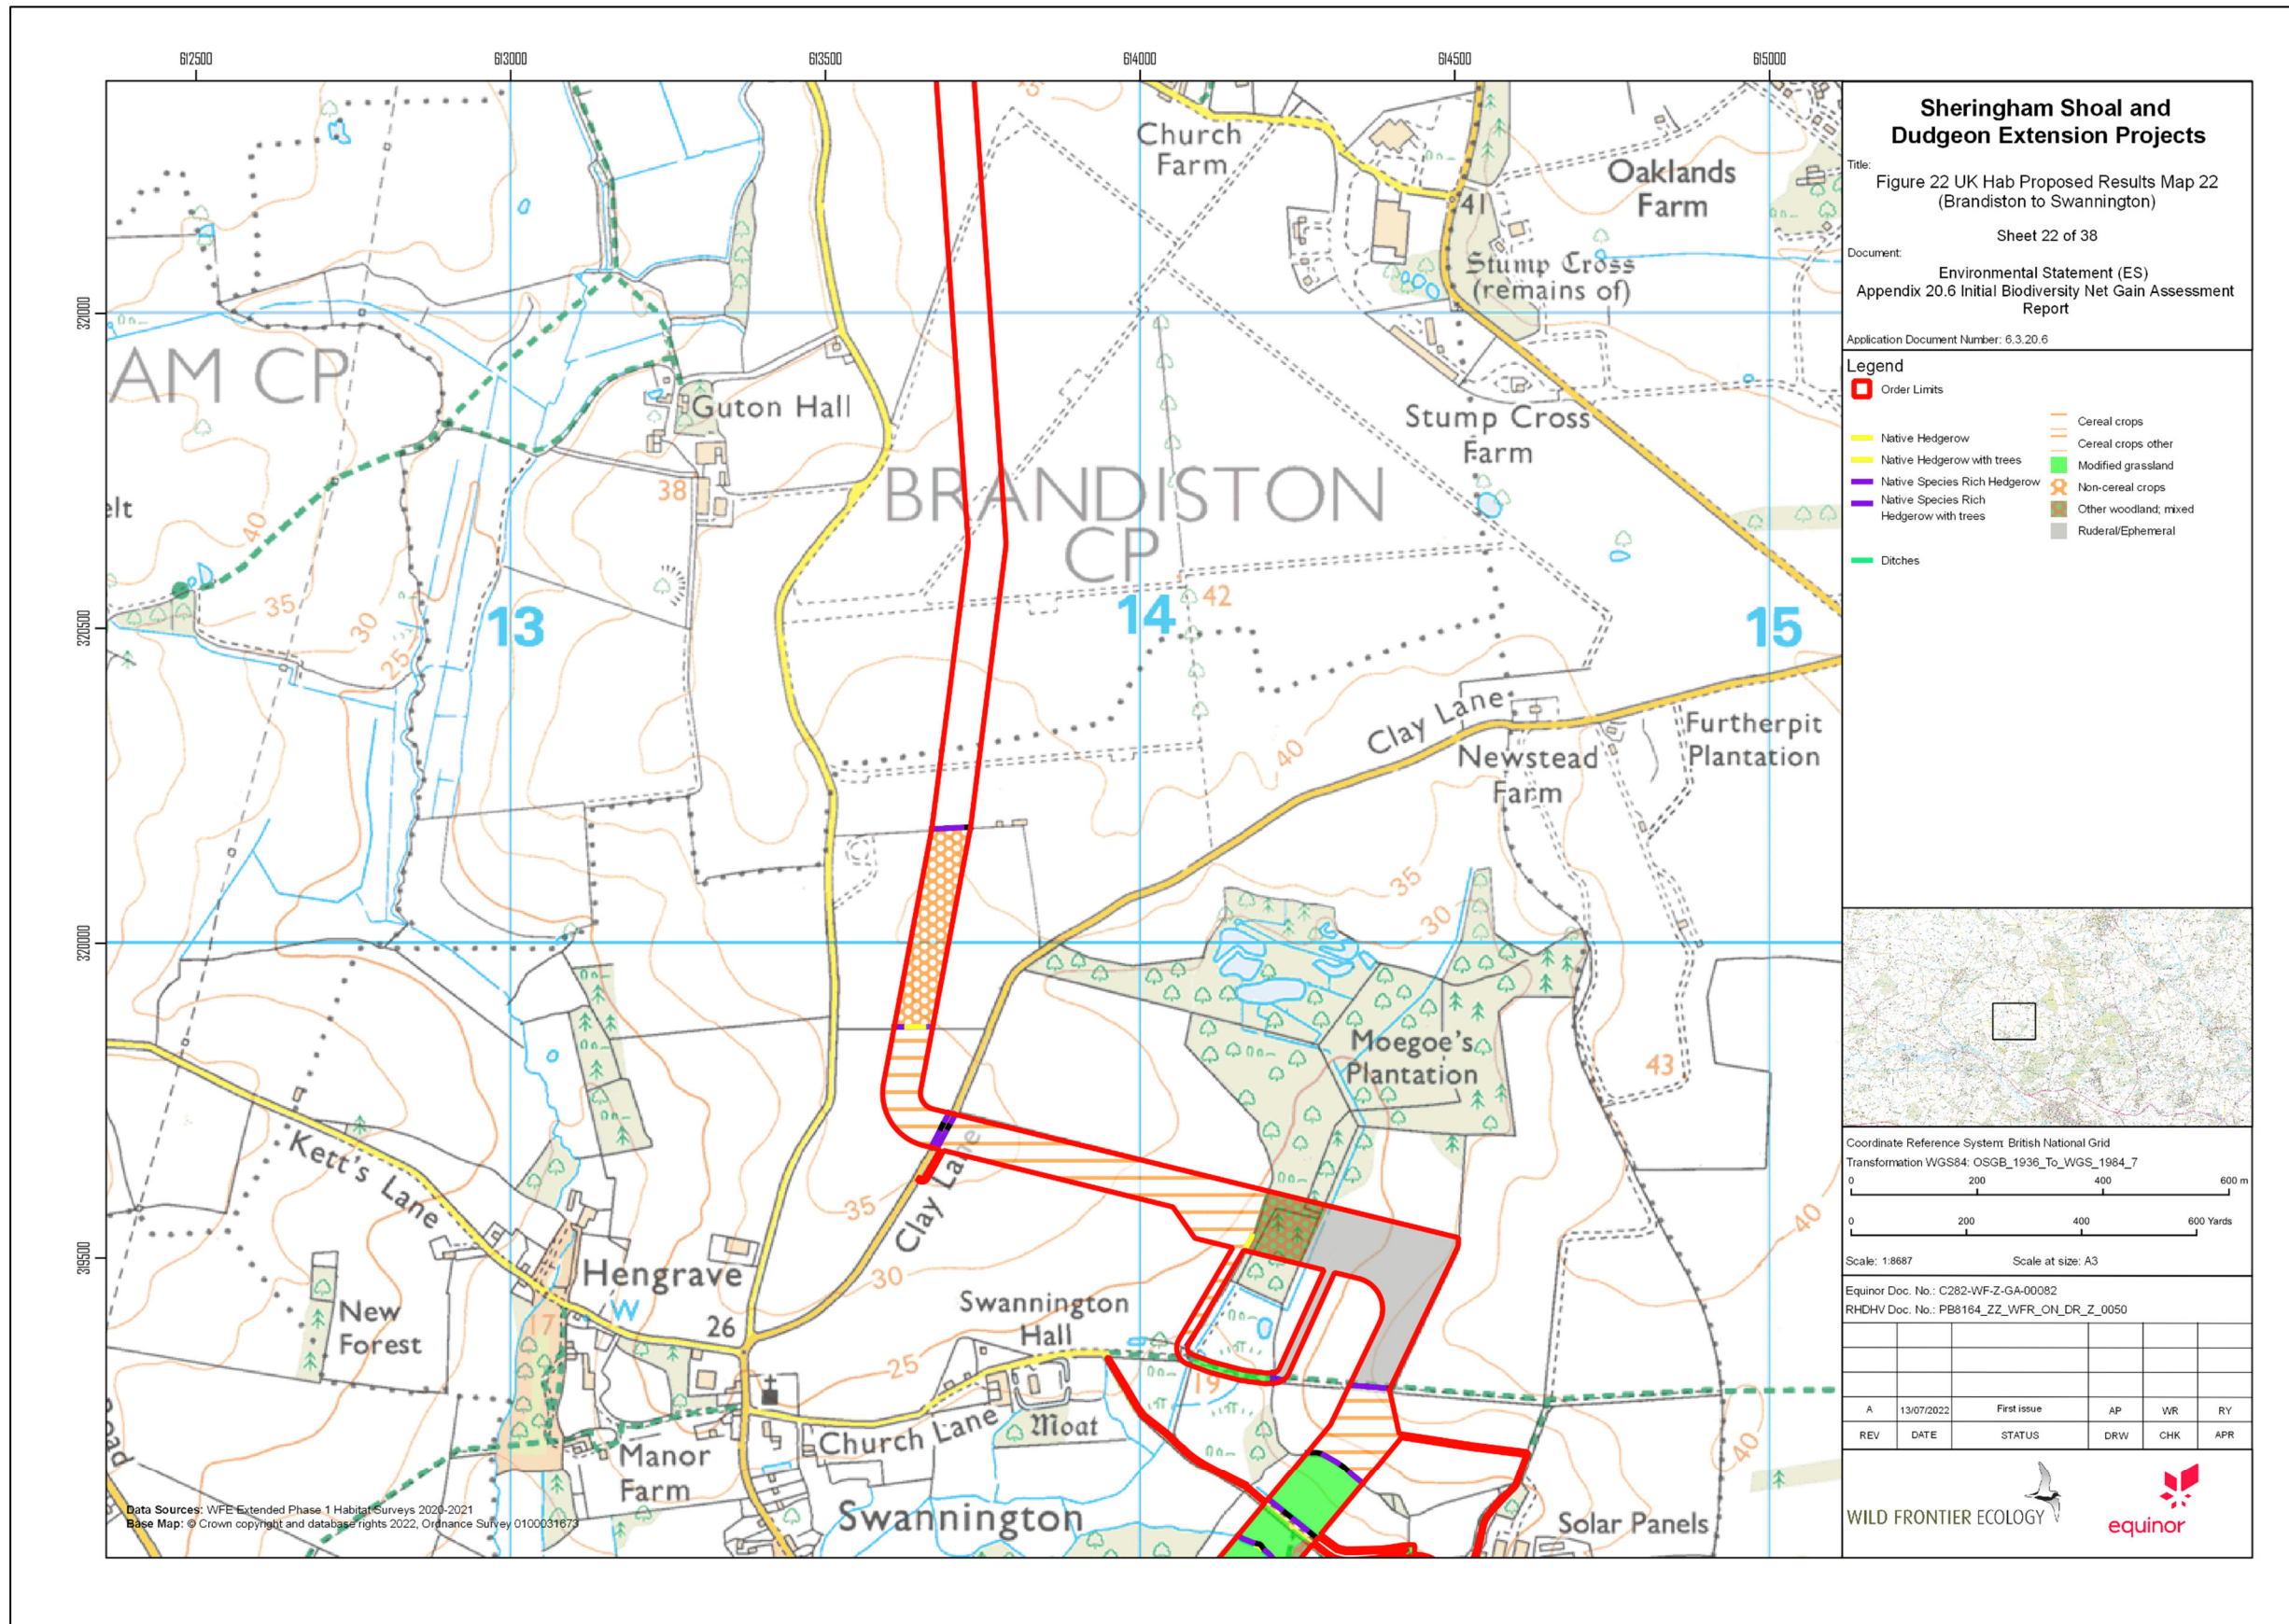 612500
613000
613500
614000
614500
615000
321000
320500
320000
319500
Church
Farm
Oaklands
Farm
41
Stump Cross
(remains of)
AM CP
Guton Hall
Stump Cross
Farm
38
BRANDISTON
CP
elt
40
35
30
25
13
14
42
15
Clay Lane
40
Newstead
Farm
Furtherpit
Plantation
35
30
Moegoe's
Plantation
43
Kett's Lane
35
Clay Lane
30
40
Hengrave
W
17
26
New
Forest
Swannington
Hall
25
19
Church Lane
Moat
Manor
Farm
Road
Swannington
40
Solar Panels
Data Sources: WFE Extended Phase 1 Habitat Surveys 2020-2021
Base Map: © Crown copyright and database rights 2022, Ordnance Survey 0100031673
Sheringham Shoal and
Dudgeon Extension Projects
Title:
Figure 22 UK Hab Proposed Results Map 22
(Brandiston to Swannington)
Sheet 22 of 38
Document:
Environmental Statement (ES)
Appendix 20.6 Initial Biodiversity Net Gain Assessment
Report
Application Document Number: 6.3.20.6
Legend
Order Limits
Native Hedgerow
Native Hedgerow with trees
Native Species Rich Hedgerow
Native Species Rich
Hedgerow with trees
Ditches
Cereal crops
Cereal crops other
Modified grassland
Non-cereal crops
Other woodland; mixed
Ruderal/Ephemeral
Coordinate Reference System: British National Grid
Transformation WGS84: OSGB_1936_To_WGS_1984_7
0 200 400 600 m
0 200 400 600 Yards
Scale: 1:8687 Scale at size: A3
Equinor Doc. No.: C282-WF-Z-GA-00082
RHDHV Doc. No.: PB8164_ZZ_WFR_ON_DR_Z_0050
A 13/07/2022 First issue AP WR RY
REV DATE STATUS DRW CHK APR
WILD FRONTIER ECOLOGY
equinor